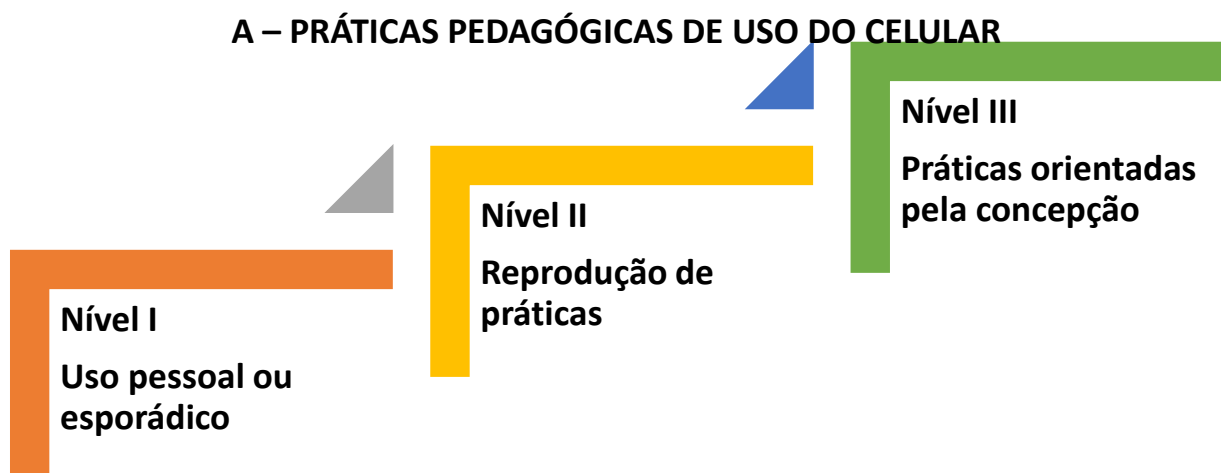 A – PRÁTICAS PEDAGÓGICAS DE USO DO CELULAR
Nível I
Uso pessoal ou
esporádico
Nível II
Reprodução de
práticas
Nível III
Práticas orientadas
pela concepção